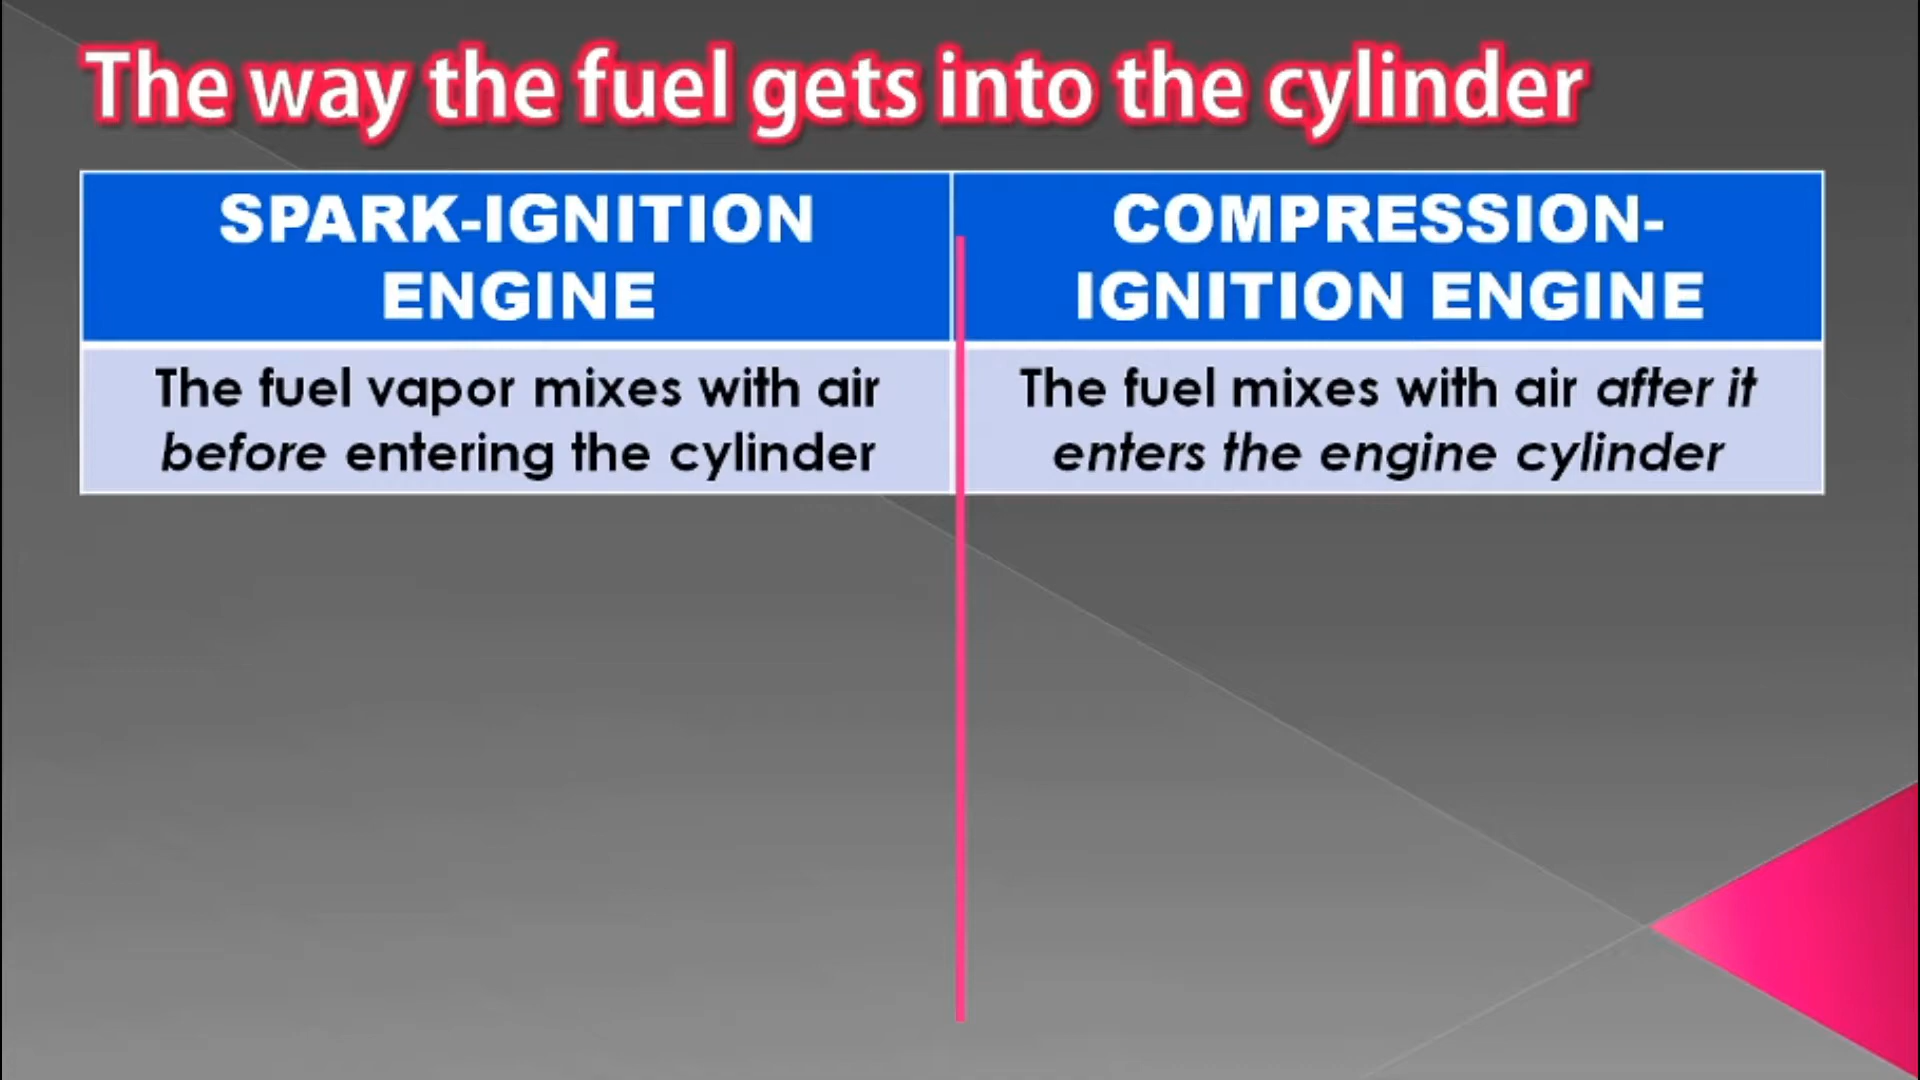 The way the fuel gets into the cylinder
SPARK-IGNITION
ENGINE
COMPRESSION-
IGNITION ENGINE
The fuel vapor mixes with air
before entering the cylinder
The fuel mixes with air after it
enters the engine cylinder